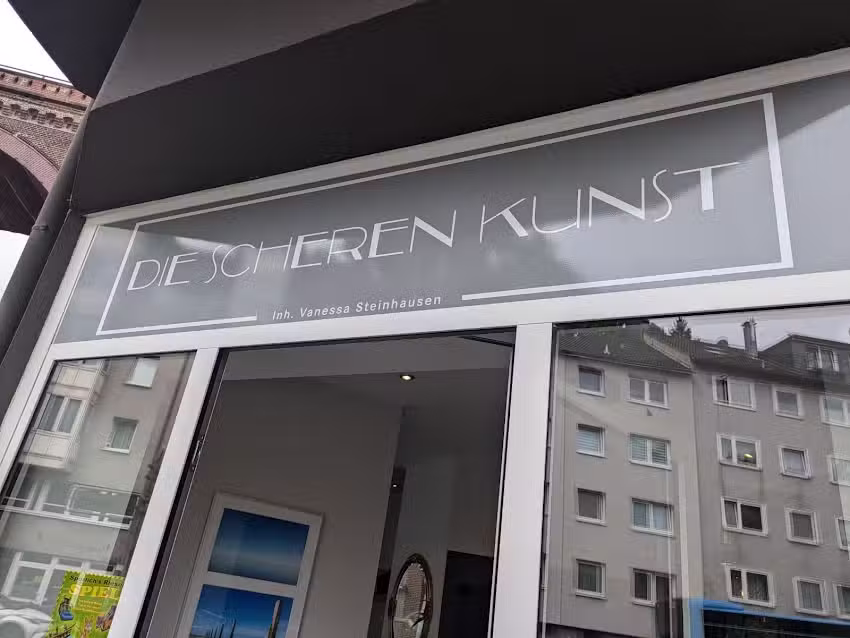 DIE SCHEREN KUNST
Inh. Vanessa Steinhausen
SPIEL